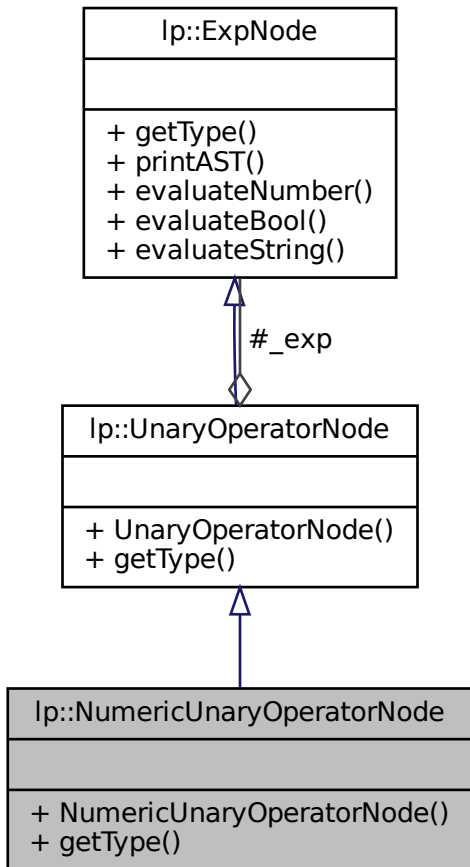 lp::ExpNode
+ getType()
+ printAST()
+ evaluateNumber()
+ evaluateBool()
+ evaluateString()
#_exp
lp::UnaryOperatorNode
+ UnaryOperatorNode()
+ getType()
lp::NumericUnaryOperatorNode
+ NumericUnaryOperatorNode()
+ getType()